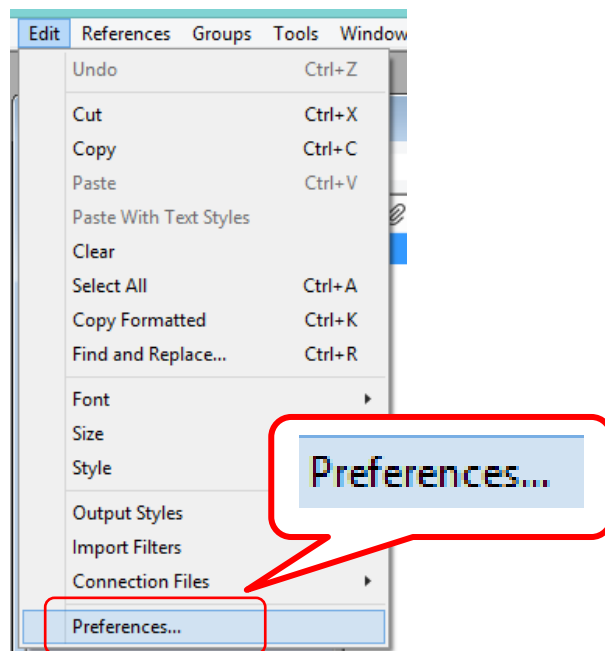 Edit References Groups Tools Window
Undo Ctrl+Z
Cut Ctrl+X
Copy Ctrl+C
Paste Ctrl+V
Paste With Text Styles
Clear
Select All Ctrl+A
Copy Formatted Ctrl+K
Find and Replace... Ctrl+R
Font
Size
Style
Preferences...
Output Styles
Import Filters
Connection Files
Preferences...